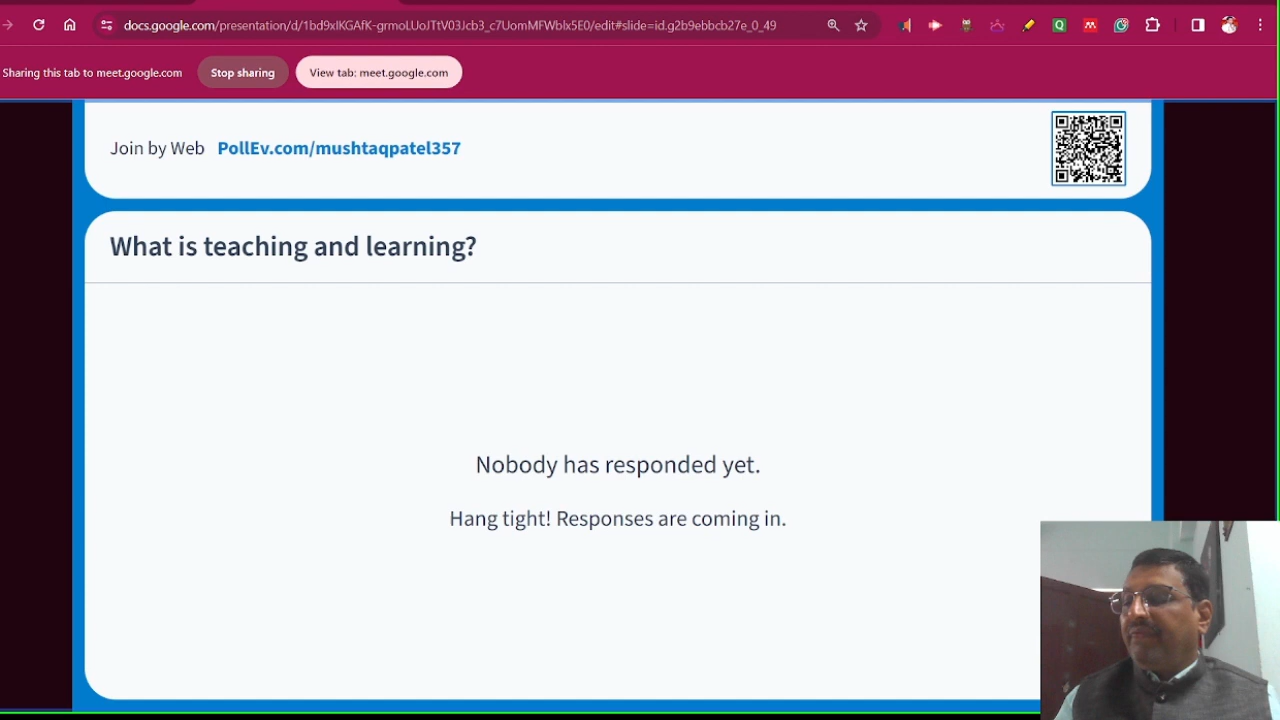 docs.google.com/presentation/d/1bd9xlKGAfK-grmoLUoJTtV03Jcb3_c7UomMFWblx5E0/edit#slide=id.g2b9ebbcb27e_0_49
Sharing this tab to meet.google.com
Stop sharing
View tab: meet.google.com
Join by Web PollEv.com/mushtaqpatel357
What is teaching and learning?
Nobody has responded yet.
Hang tight! Responses are coming in.